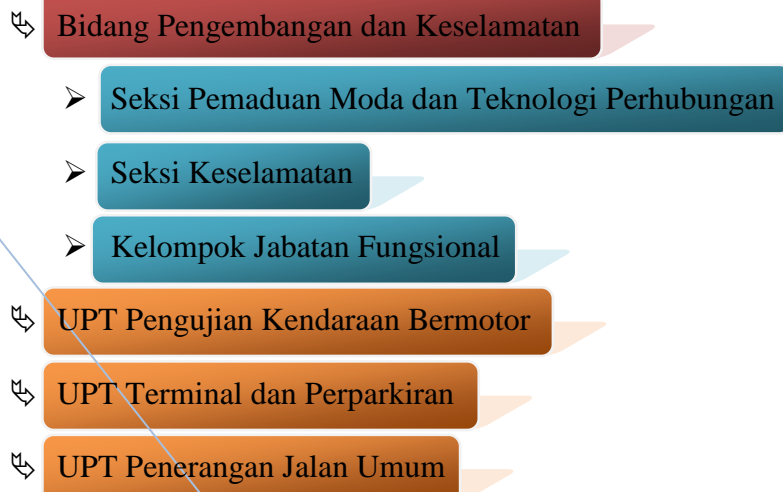 Bidang Pengembangan dan Keselamatan
Seksi Pemaduan Moda dan Teknologi Perhubungan
Seksi Keselamatan
Kelompok Jabatan Fungsional
UPT Pengujian Kendaraan Bermotor
UPT Terminal dan Perparkiran
UPT Penerangan Jalan Umum